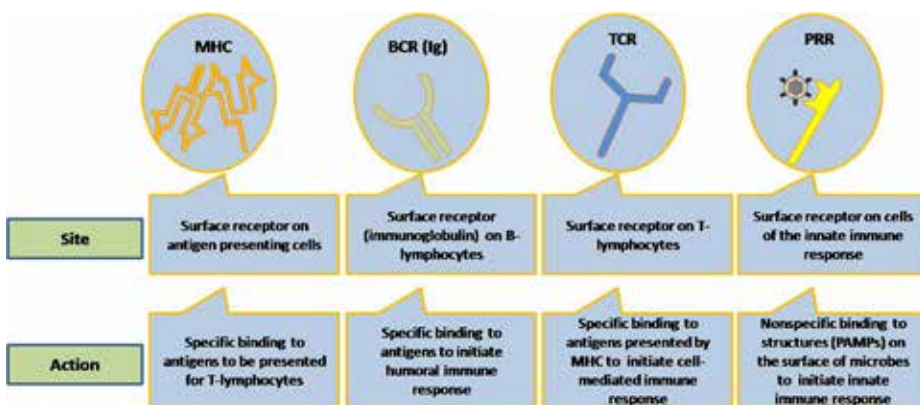 MHC
BCR (Ig)
TCR
PRR
Site
Surface receptor on
antigen presenting cells
Surface receptor
(immunoglobulin) on B-
lymphocytes
Surface receptor on T-
lymphocytes
Surface receptor on cells
of the innate immune
response
Action
Specific binding to
antigens to be presented
for T-lymphocytes
Specific binding to
antigens to initiate
humoral immune
response
Specific binding to
antigens presented by
MHC to initiate cell-
mediated immune
response
Nonspecific binding to
structures (PAMPs) on
the surface of microbes
to initiate innate
immune response